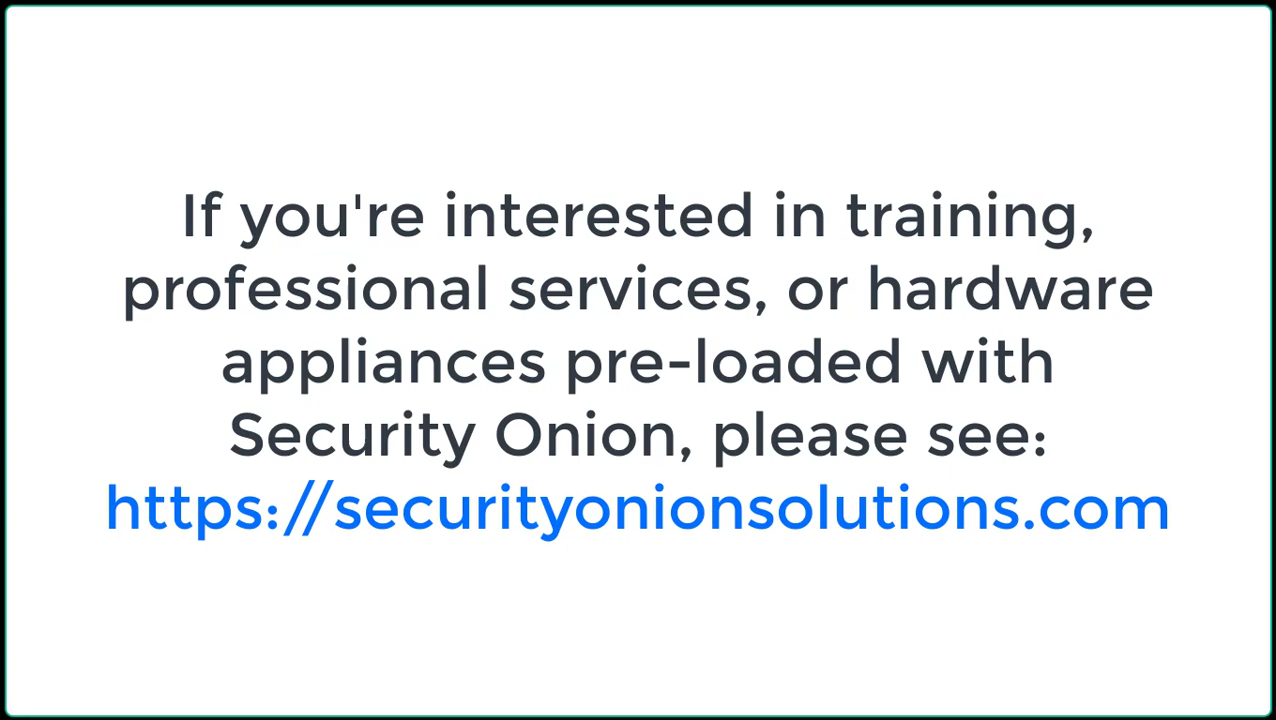 If you're interested in training,
professional services, or hardware
appliances pre-loaded with
Security Onion, please see:
https://securityonionsolutions.com